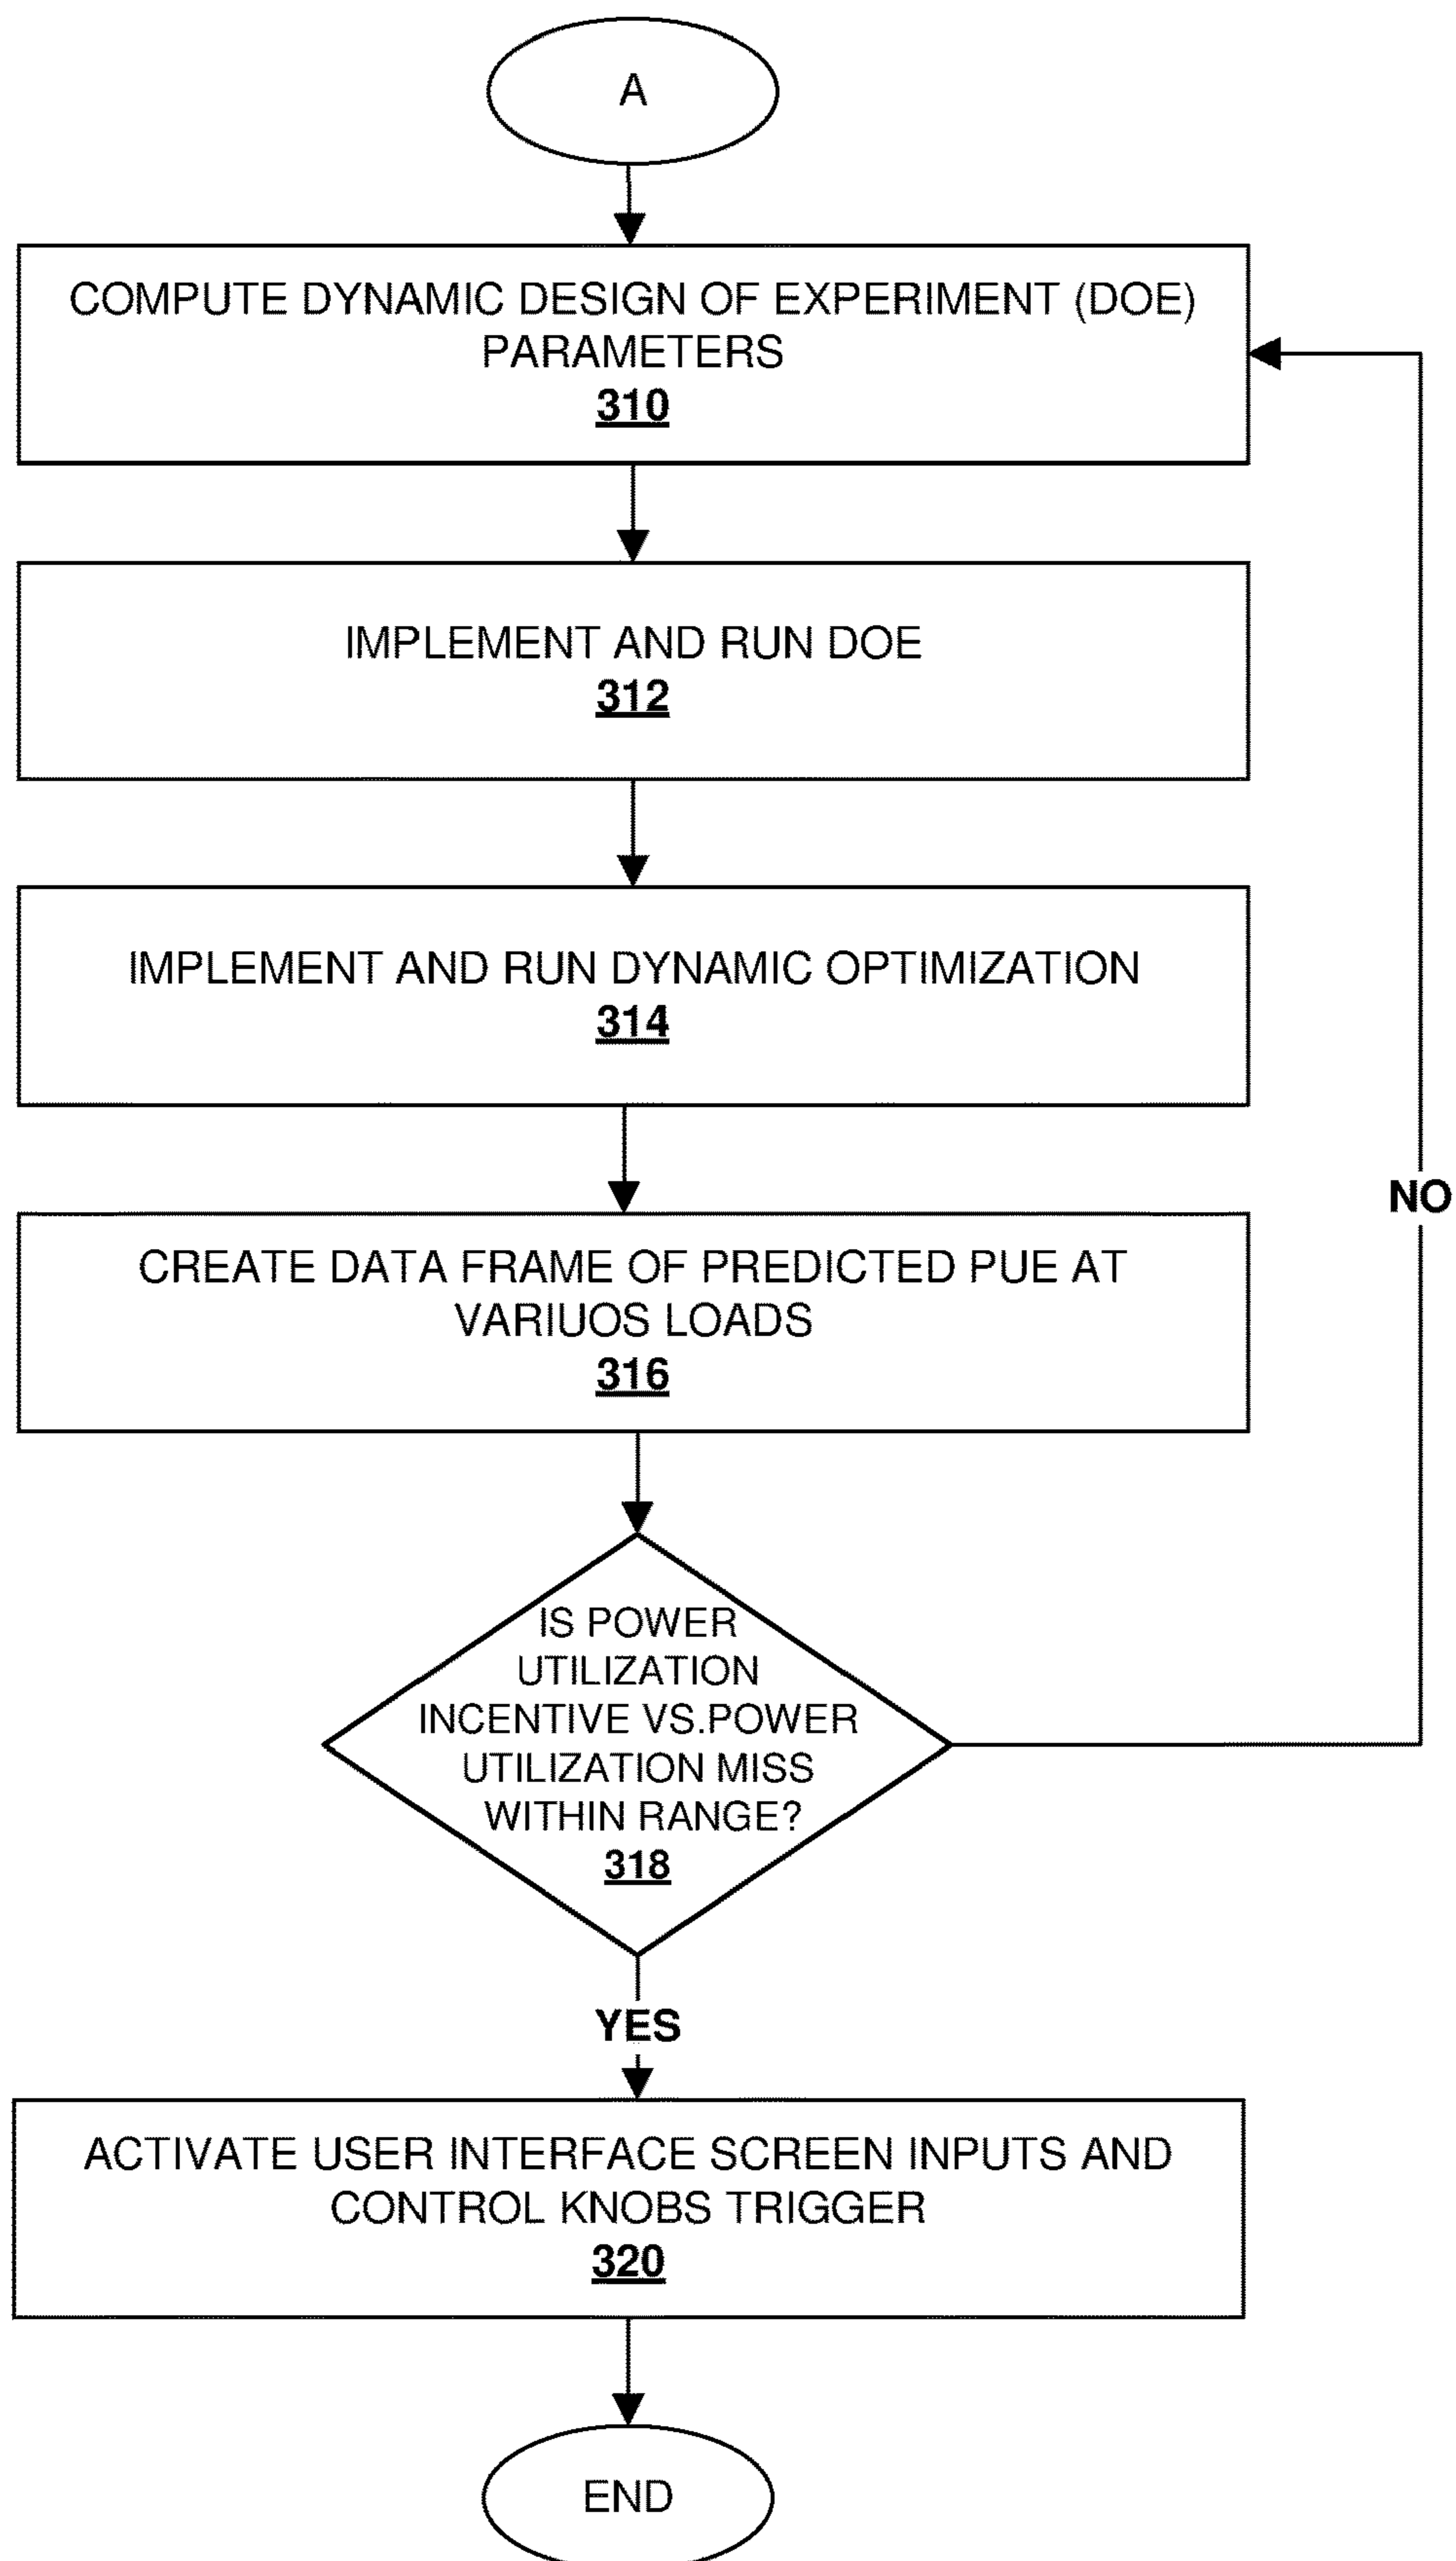 A
COMPUTE DYNAMIC DESIGN OF EXPERIMENT (DOE)
PARAMETERS
310
IMPLEMENT AND RUN DOE
312
IMPLEMENT AND RUN DYNAMIC OPTIMIZATION
314
NO
CREATE DATA FRAME OF PREDICTED PUE AT
VARIUOS LOADS
316
IS POWER
UTILIZATION
INCENTIVE VS.POWER
UTILIZATION MISS
WITHIN RANGE?
318
YES
ACTIVATE USER INTERFACE SCREEN INPUTS AND
CONTROL KNOBS TRIGGER
320
END